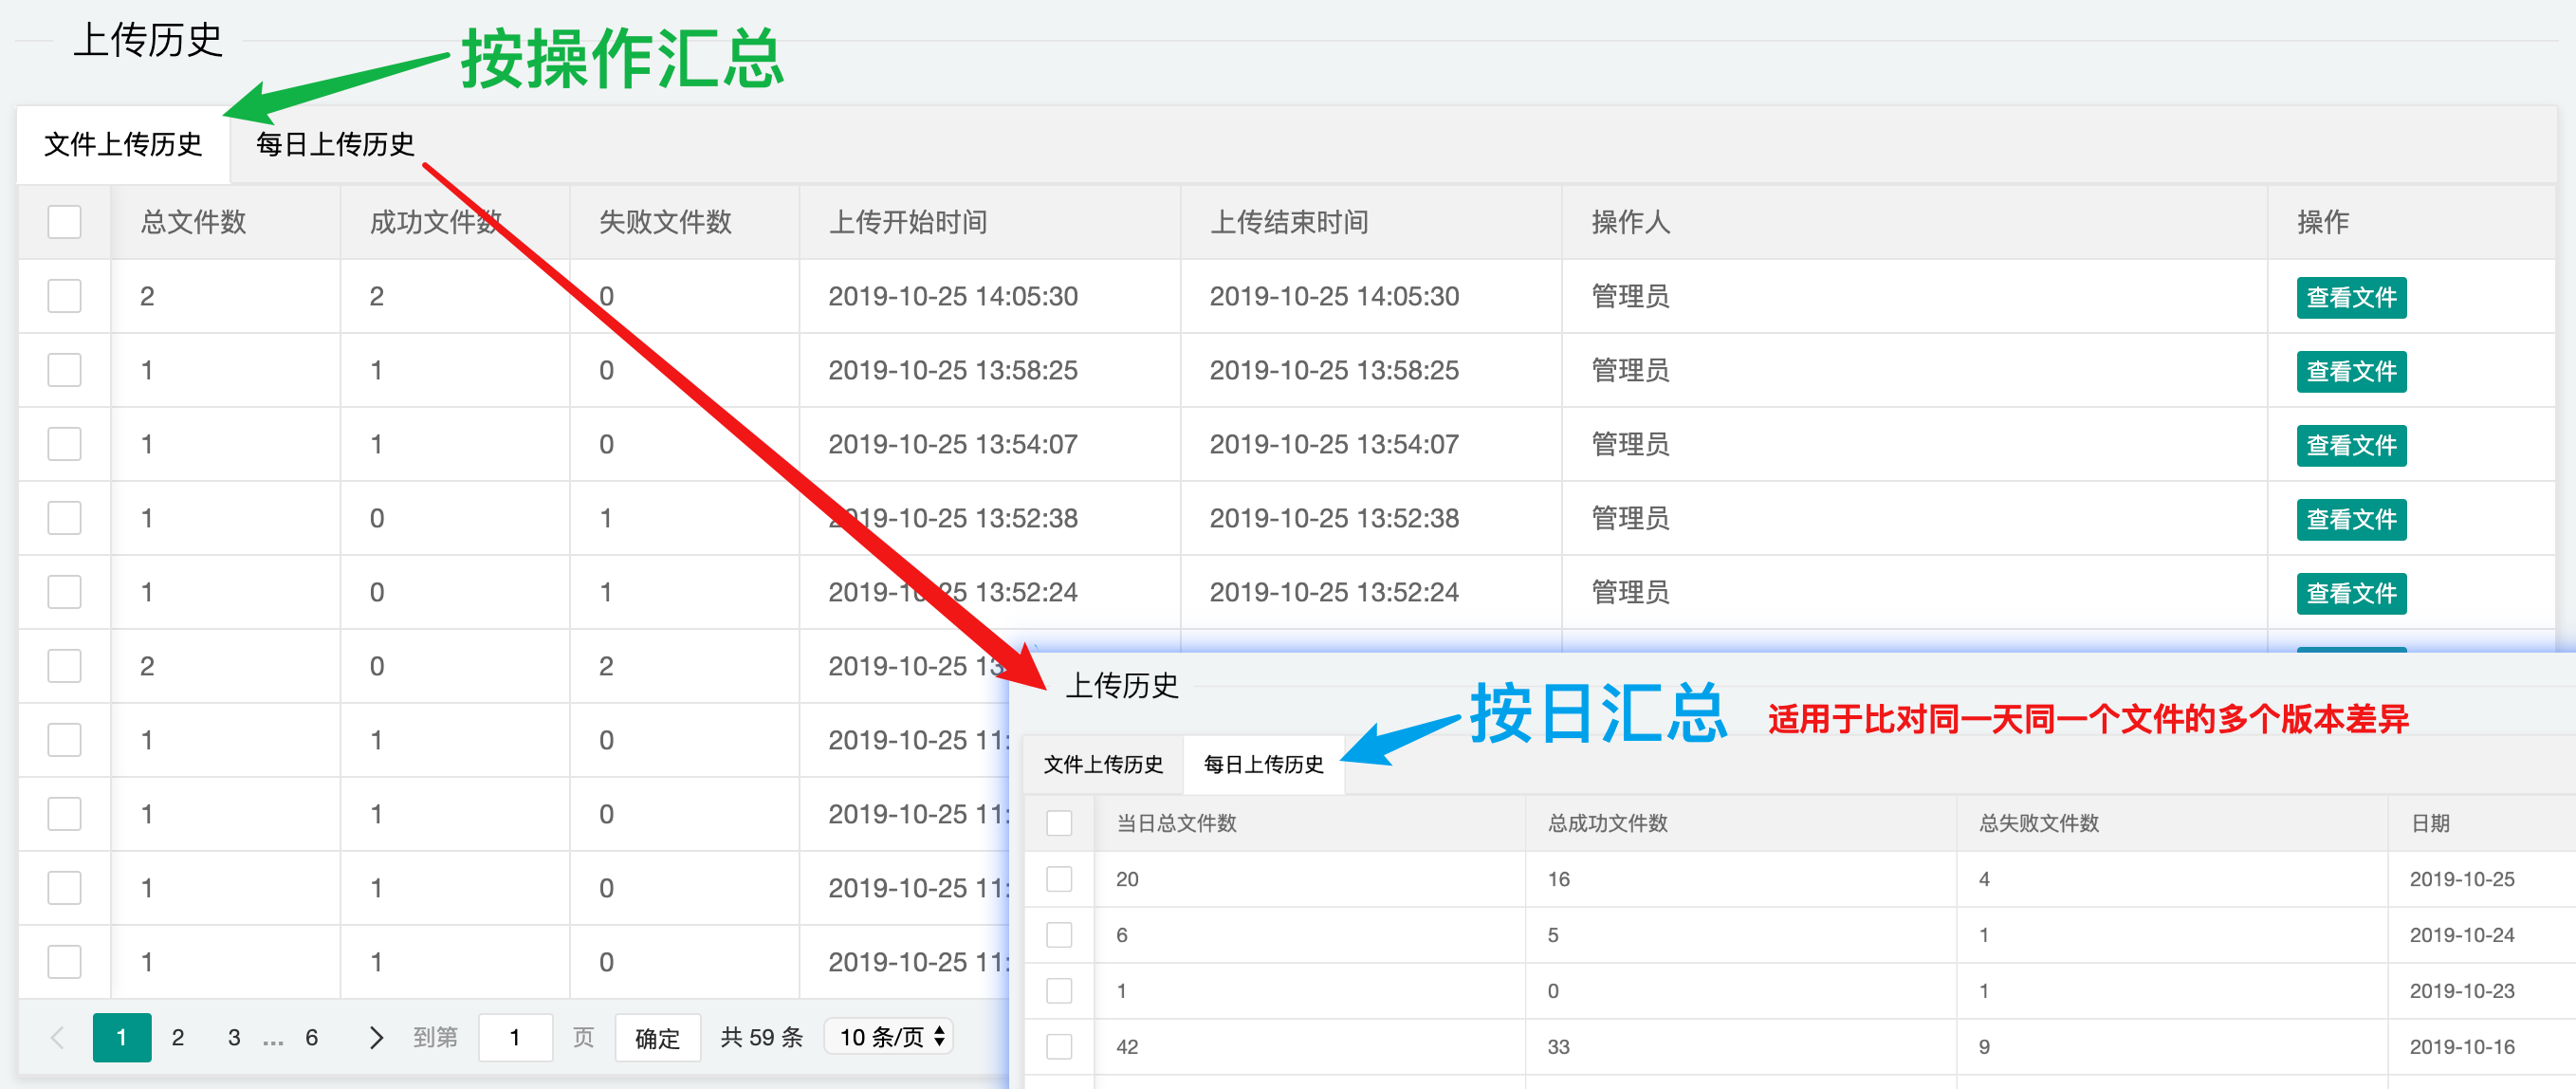 上传历史
按操作汇总
文件上传历史 每日上传历史
总文件数 成功文件数 失败文件数 上传开始时间 上传结束时间 操作人 操作
2 2 0 2019-10-25 14:05:30 2019-10-25 14:05:30 管理员 查看文件
1 1 0 2019-10-25 13:58:25 2019-10-25 13:58:25 管理员 查看文件
1 1 0 2019-10-25 13:54:07 2019-10-25 13:54:07 管理员 查看文件
1 0 1 2019-10-25 13:52:38 2019-10-25 13:52:38 管理员 查看文件
1 0 1 2019-10-25 13:52:24 2019-10-25 13:52:24 管理员 查看文件
2 0 2 2019-10-25 13
1 1 0 2019-10-25 11:
1 1 0 2019-10-25 11:
1 1 0 2019-10-25 11:
1 1 0 2019-10-25 11:
1 2 3 ... 6 到第 1 页 确定 共 59 条 10 条/页
上传历史
按日汇总 适用于比对同一天同一个文件的多个版本差异
文件上传历史 每日上传历史
当日总文件数 总成功文件数 总失败文件数 日期
20 16 4 2019-10-25
6 5 1 2019-10-24
1 0 1 2019-10-23
42 33 9 2019-10-16